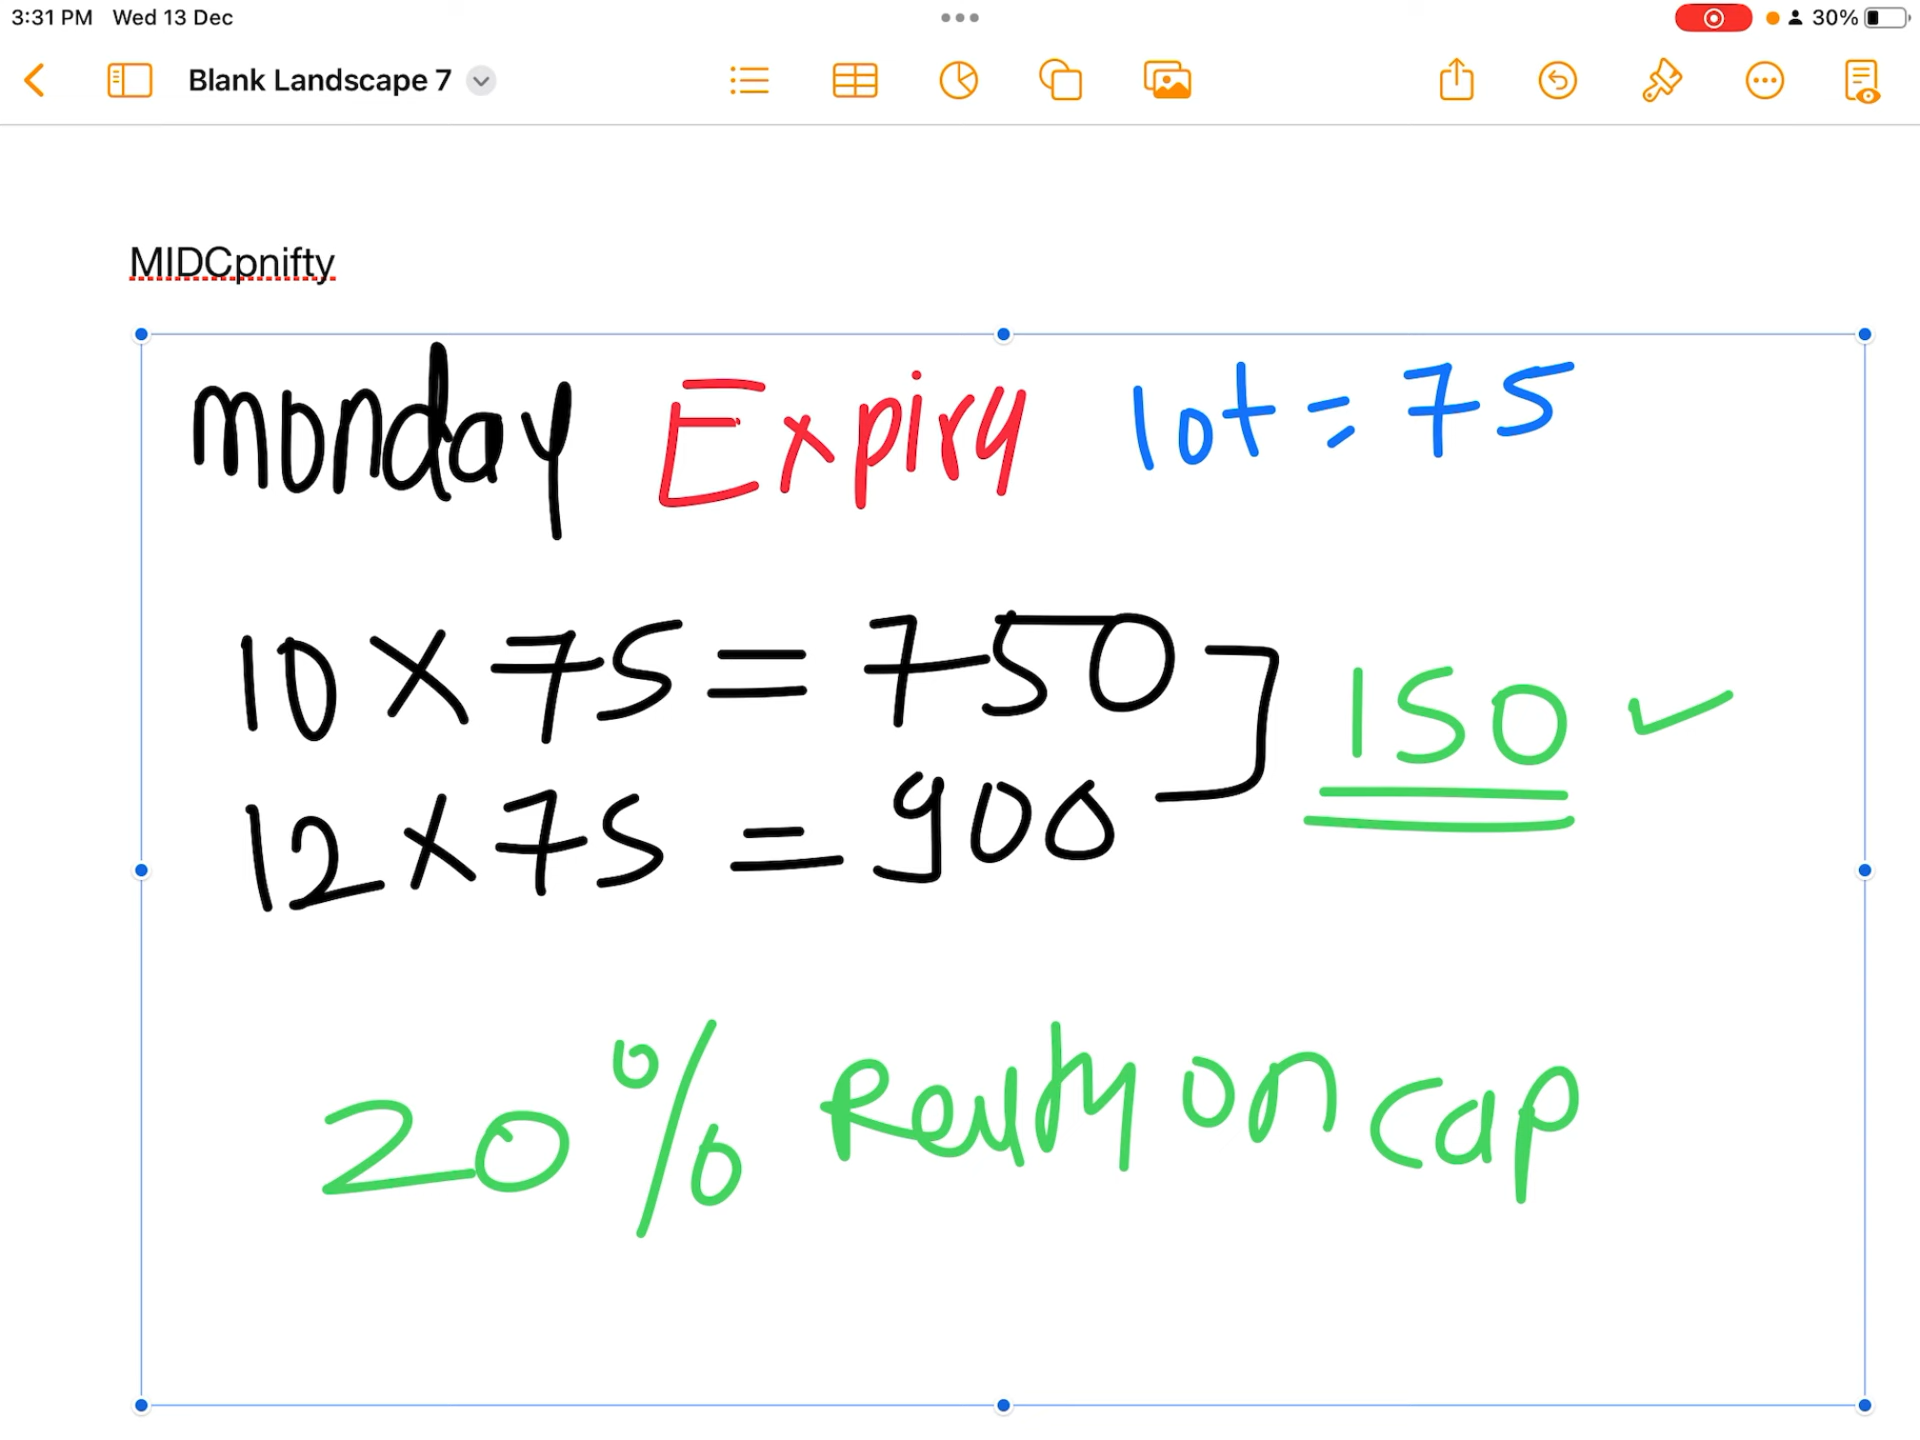 3:31 PM Wed 13 Dec 30%
Blank Landscape 7
MIDCpnifty
monday Expiry lot = 75
10 X 75 = 750
12 X 75 = 900
150 ✓
20% on cap